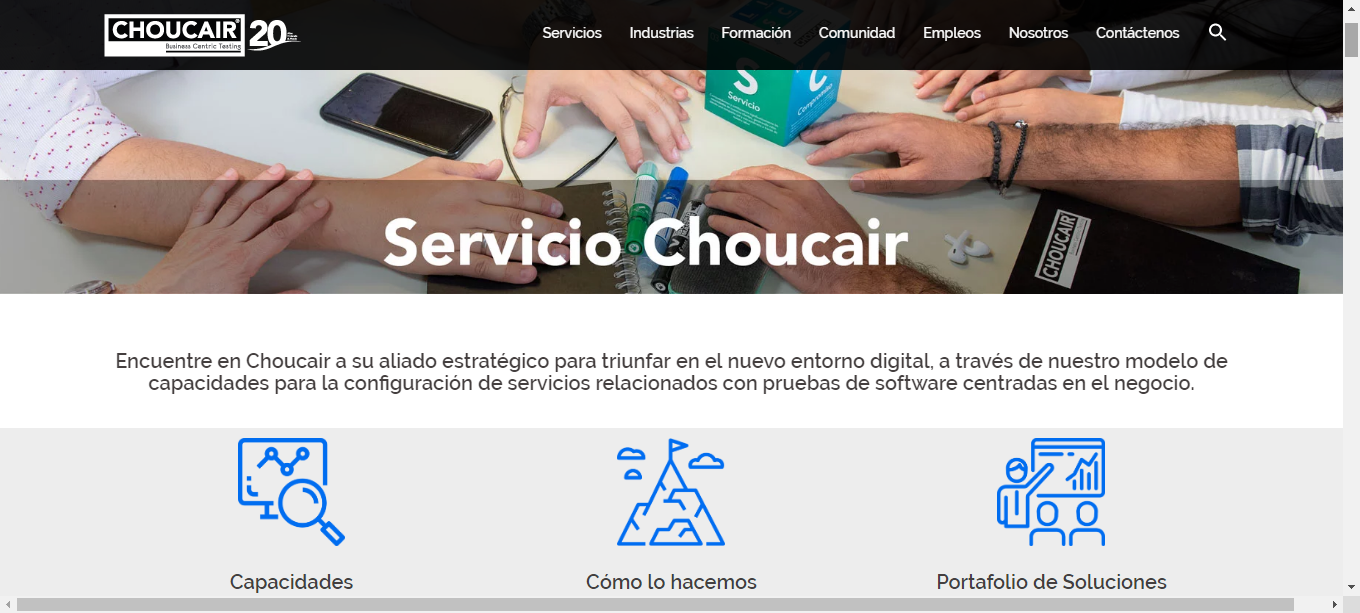 CHOUCAIR
Business Centric Testing
20
Servicios
Industrias
Formación
Comunidad
Empleos
Nosotros
Contáctenos
S
Servicio
C
Compromiso
CHOUCAIR
Servicio Choucair
Encuentre en Choucair a su aliado estratégico para triunfar en el nuevo entorno digital, a través de nuestro modelo de
capacidades para la configuración de servicios relacionados con pruebas de software centradas en el negocio.
Capacidades
Cómo lo hacemos
Portafolio de Soluciones